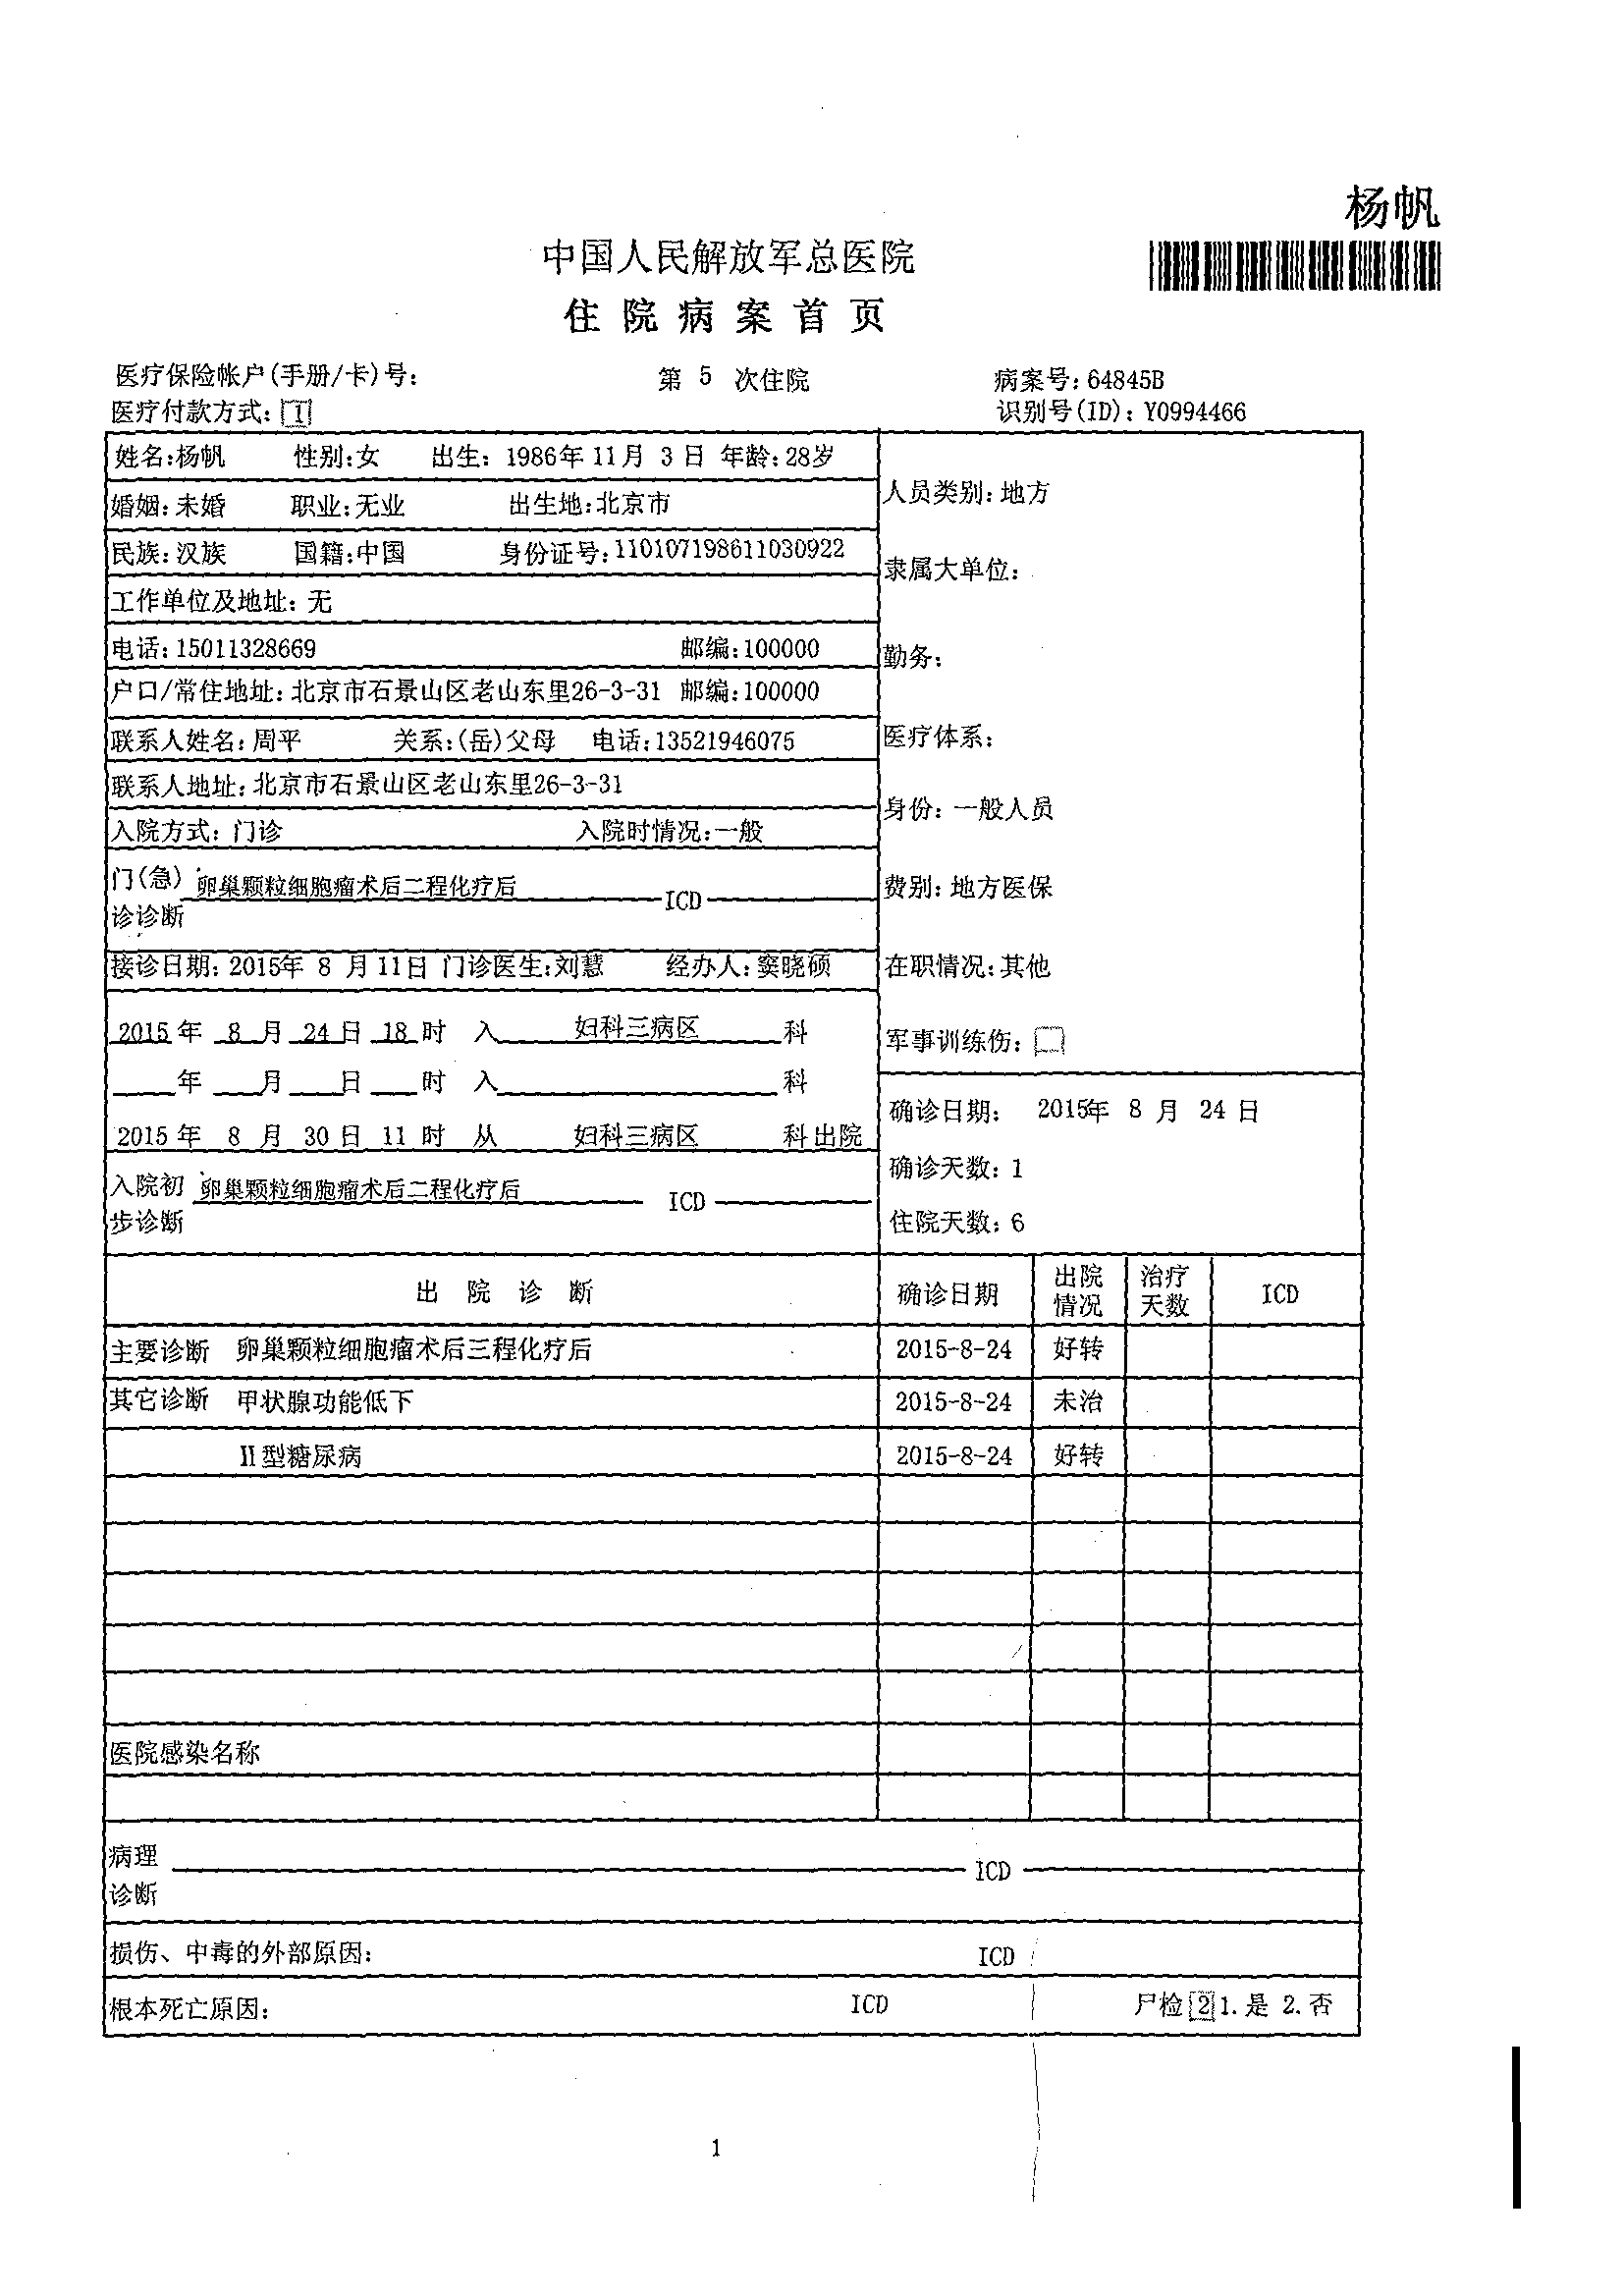 杨帆
中国人民解放军总医院
住院病案首页
医疗保险帐户(手册/卡)号: 第 5 次住院 病案号: 64845B
医疗付款方式: 1 识别号(ID): Y0994466
姓名:杨帆 性别:女 出生: 1986年 11月 3 日 年龄:28岁
人员类别:地方
婚姻:未婚 职业:无业 出生地:北京市
民族:汉族 国籍:中国 身份证号:110107198611030922
隶属大单位:
工作单位及地址: 无
电话:15011328669 邮编:100000
勤务:
户口/常住地址:北京市石景山区老山东里26-3-31 邮编:100000
联系人姓名:周平 关系:(岳)父母 电话:13521946075
医疗体系:
联系人地址:北京市石景山区老山东里26-3-31
身份: 一般人员
入院方式: 门诊 入院时情况:一般
门(急)诊诊断 卵巢颗粒细胞瘤术后二程化疗后 ICD
费别: 地方医保
接诊日期: 2015年 8 月 11日 门诊医生:刘慧 经办人:窦晓硕
在职情况:其他
2015 年 8 月 24 日 18 时 入 妇科三病区 科
军事训练伤:
年 月 日 时 入 科
确诊日期: 2015年 8 月 24 日
2015 年 8 月 30 日 11 时 从 妇科三病区 科出院
确诊天数: 1
入院初步诊断 卵巢颗粒细胞瘤术后二程化疗后 ICD
住院天数: 6
出院诊断 确诊日期 出院情况 治疗天数 ICD
主要诊断 卵巢颗粒细胞瘤术后三程化疗后 2015-8-24 好转
其它诊断 甲状腺功能低下 2015-8-24 未治
II型糖尿病 2015-8-24 好转
医院感染名称
病理诊断 ICD
损伤、中毒的外部原因: ICD
根本死亡原因: ICD 尸检 2 1.是 2.否
1